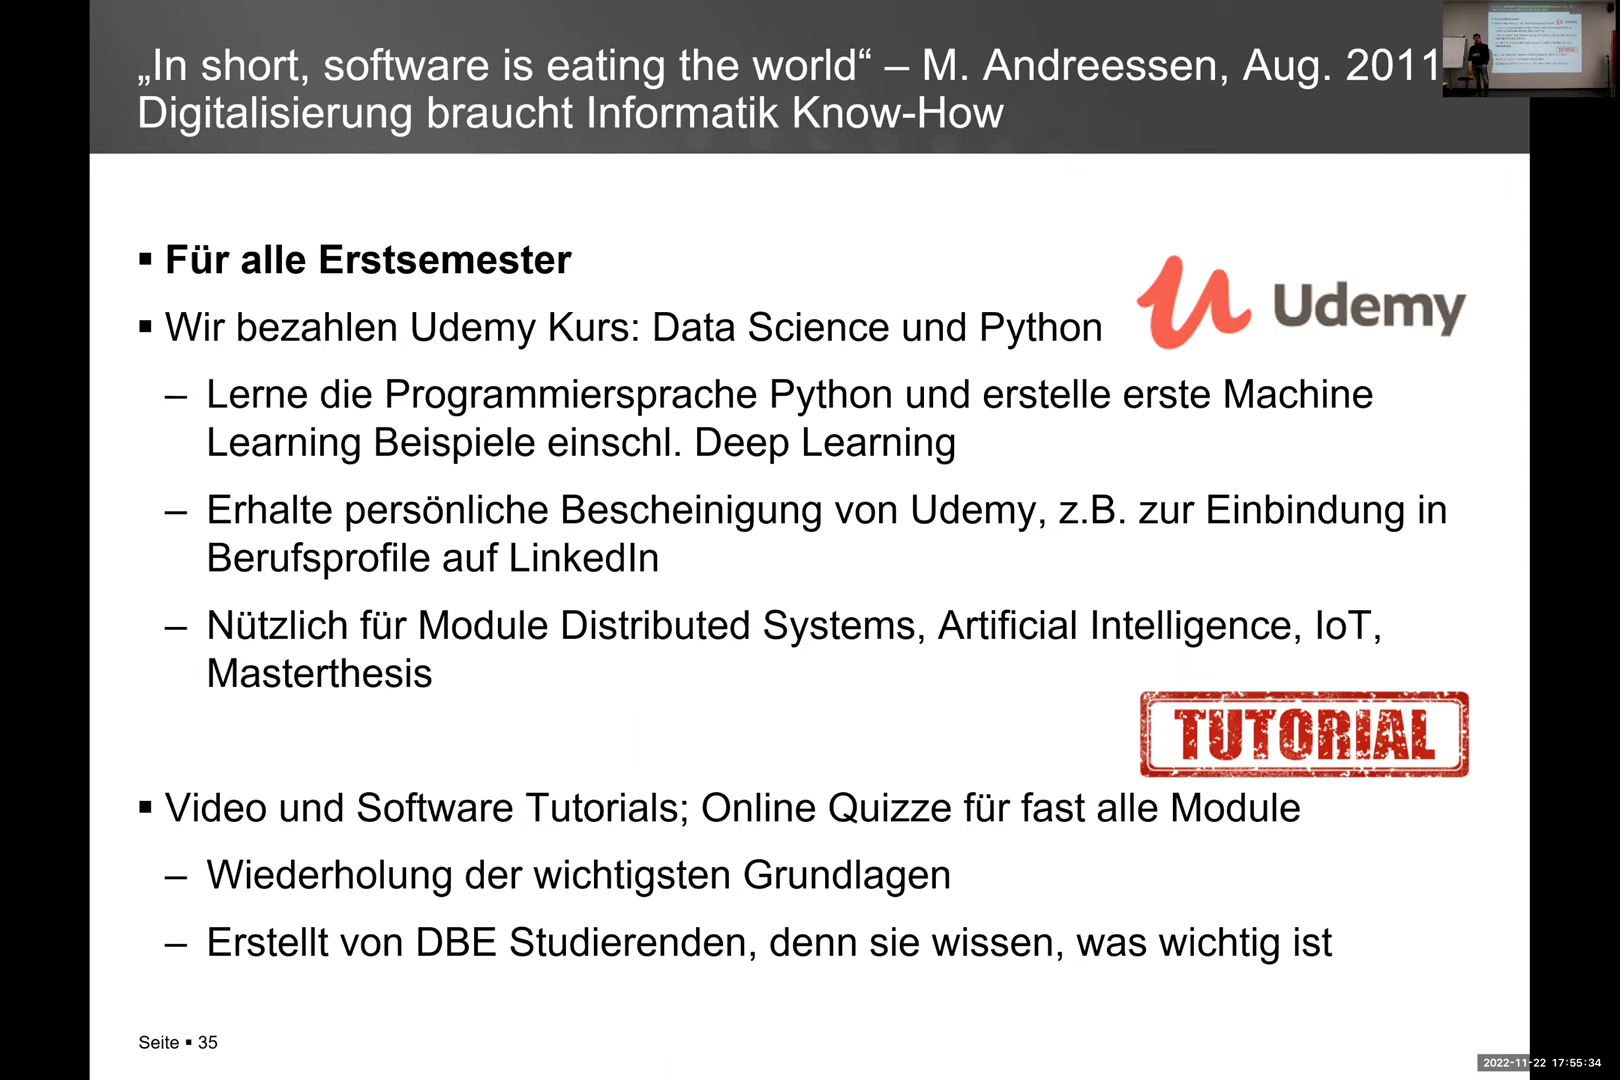 „In short, software is eating the world“ – M. Andreessen, Aug. 2011
Digitalisierung braucht Informatik Know-How
▪ Für alle Erstsemester
▪ Wir bezahlen Udemy Kurs: Data Science und Python
Udemy
– Lerne die Programmiersprache Python und erstelle erste Machine
Learning Beispiele einschl. Deep Learning
– Erhalte persönliche Bescheinigung von Udemy, z.B. zur Einbindung in
Berufsprofile auf LinkedIn
– Nützlich für Module Distributed Systems, Artificial Intelligence, IoT,
Masterthesis
TUTORIAL
▪ Video und Software Tutorials; Online Quizze für fast alle Module
– Wiederholung der wichtigsten Grundlagen
– Erstellt von DBE Studierenden, denn sie wissen, was wichtig ist
Seite ▪ 35
2022-11-22 17:55:34